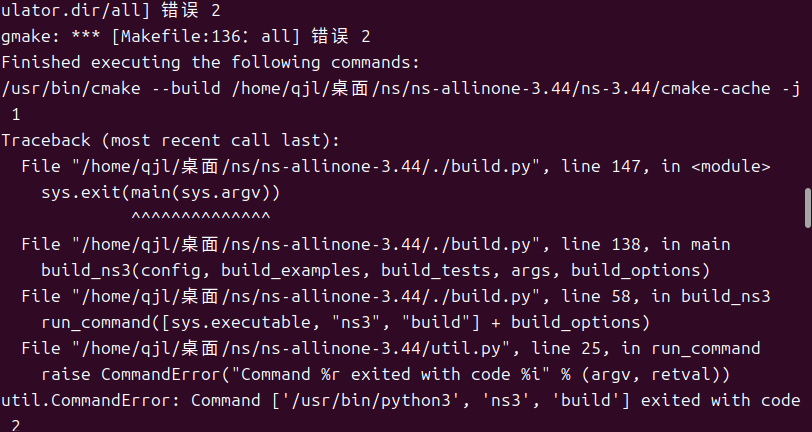 ulator.dir/all] 错误 2
gmake: *** [Makefile:136：all] 错误 2
Finished executing the following commands:
/usr/bin/cmake --build /home/qjl/桌面/ns/ns-allinone-3.44/ns-3.44/cmake-cache -j
 1
Traceback (most recent call last):
  File "/home/qjl/桌面/ns/ns-allinone-3.44/./build.py", line 147, in <module>
    sys.exit(main(sys.argv))
             ^^^^^^^^^^^^^^
  File "/home/qjl/桌面/ns/ns-allinone-3.44/./build.py", line 138, in main
    build_ns3(config, build_examples, build_tests, args, build_options)
  File "/home/qjl/桌面/ns/ns-allinone-3.44/./build.py", line 58, in build_ns3
    run_command([sys.executable, "ns3", "build"] + build_options)
  File "/home/qjl/桌面/ns/ns-allinone-3.44/util.py", line 25, in run_command
    raise CommandError("Command %r exited with code %i" % (argv, retval))
util.CommandError: Command ['/usr/bin/python3', 'ns3', 'build'] exited with code
 2